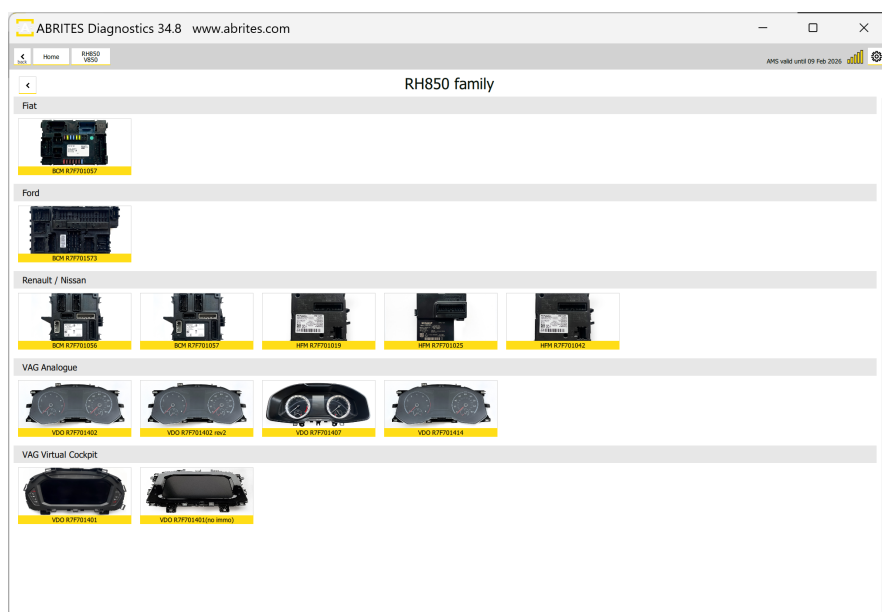 ABRITES Diagnostics 34.8   www.abrites.com
back
Home
RH850
V850
AMS valid until 09 Feb 2026
RH850 family
Fiat
BCM R7F701057
Ford
BCM R7F701573
Renault / Nissan
BCM R7F701056
BCM R7F701057
HFM R7F701019
HFM R7F701025
HFM R7F701042
VAG Analogue
VDO R7F701402
VDO R7F701402 rev2
VDO R7F701407
VDO R7F701414
VAG Virtual Cockpit
VDO R7F701401
VDO R7F701401(no immo)